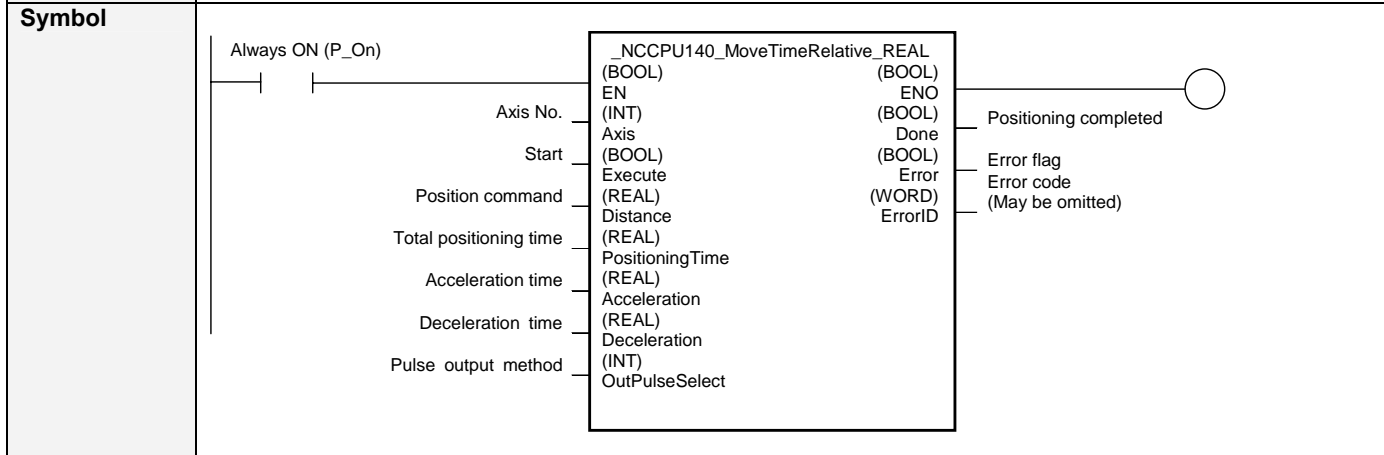 Symbol
Always ON (P_On)
_NCCPU140_MoveTimeRelative_REAL
(BOOL) (BOOL)
EN ENO
Axis No. (INT) (BOOL) Positioning completed
Axis Done
Start (BOOL) (BOOL) Error flag
Execute Error Error code
Position command (REAL) (WORD) (May be omitted)
Distance ErrorID
Total positioning time (REAL)
PositioningTime
Acceleration time (REAL)
Acceleration
Deceleration time (REAL)
Deceleration
Pulse output method (INT)
OutPulseSelect